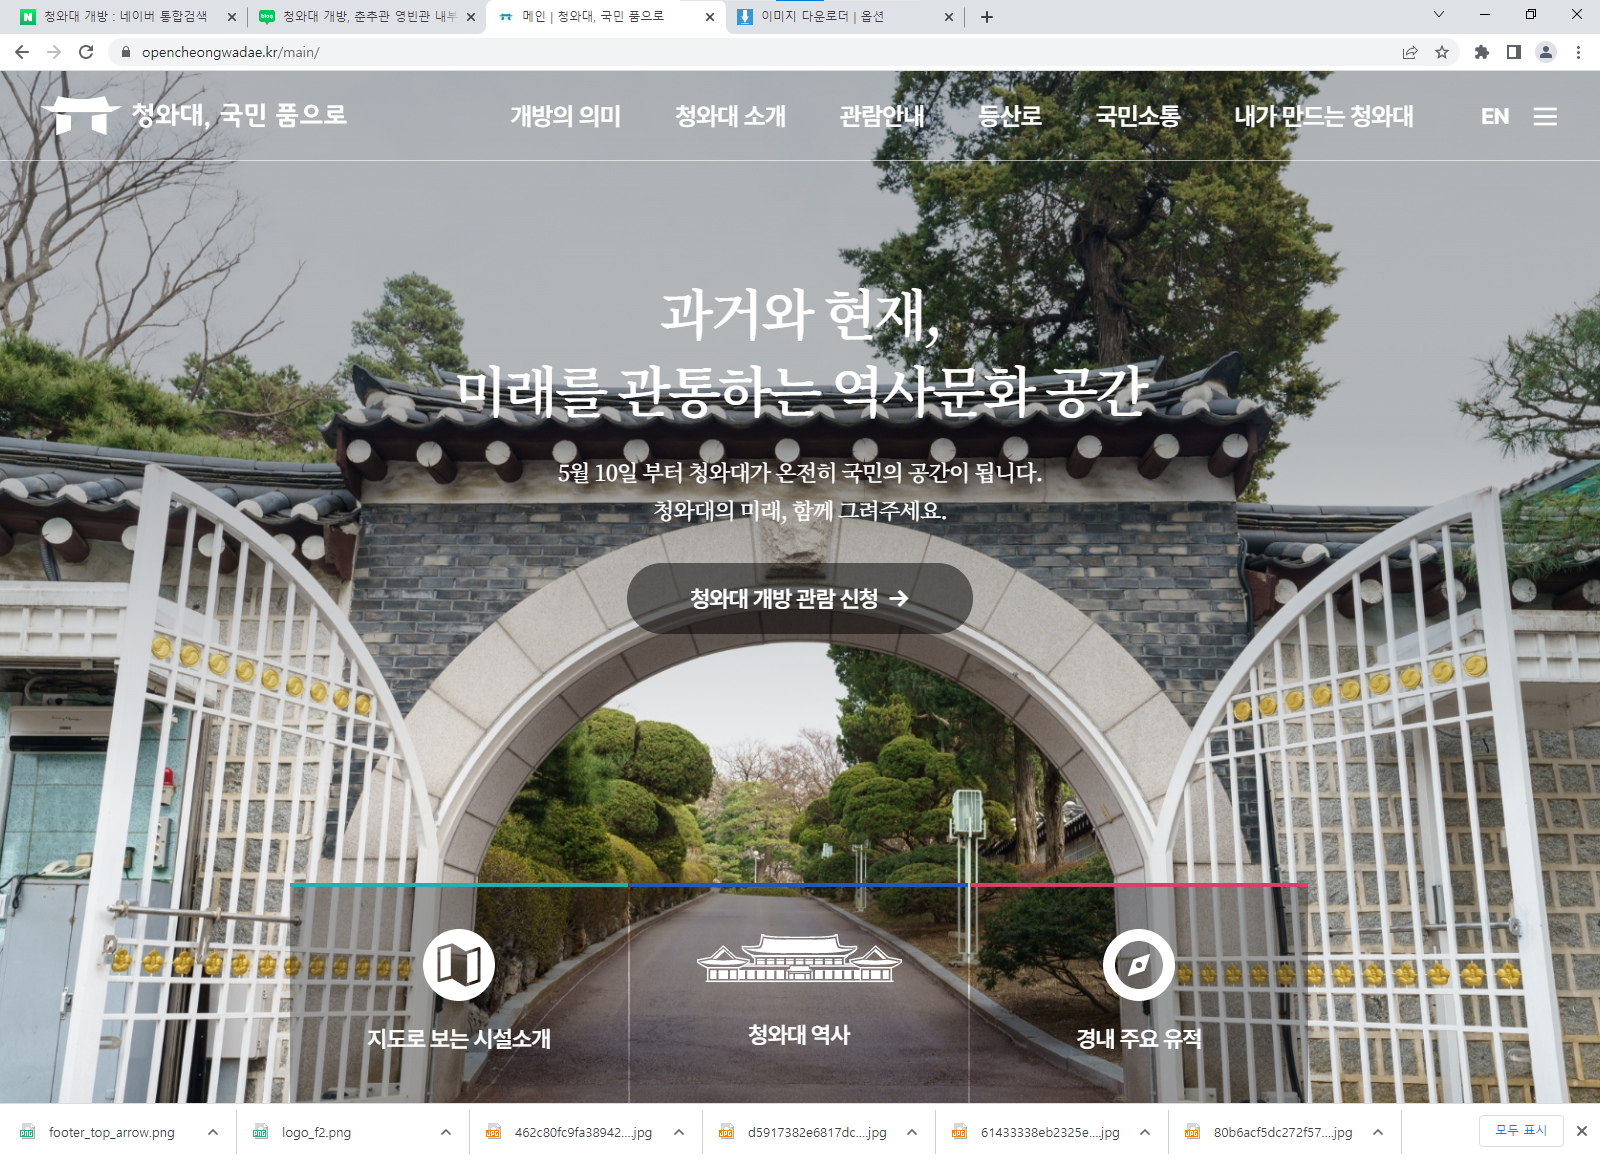 청와대 개방 : 네이버 통합검색
청와대 개방, 춘추관 영빈관 내부
메인 | 청와대, 국민 품으로
이미지 다운로더 | 옵션
opencheongwadae.kr/main/
청와대, 국민 품으로
개방의 의미
청와대 소개
관람안내
등산로
국민소통
내가 만드는 청와대
EN
과거와 현재,
미래를 관통하는 역사문화 공간
5월 10일 부터 청와대가 온전히 국민의 공간이 됩니다.
청와대의 미래, 함께 그려주세요.
청와대 개방 관람 신청 →
지도로 보는 시설소개
청와대 역사
경내 주요 유적
footer_top_arrow.png
logo_f2.png
462c80fc9fa38942....jpg
d5917382e6817dc....jpg
61433338eb2325e....jpg
80b6acf5dc272f57....jpg
모두 표시